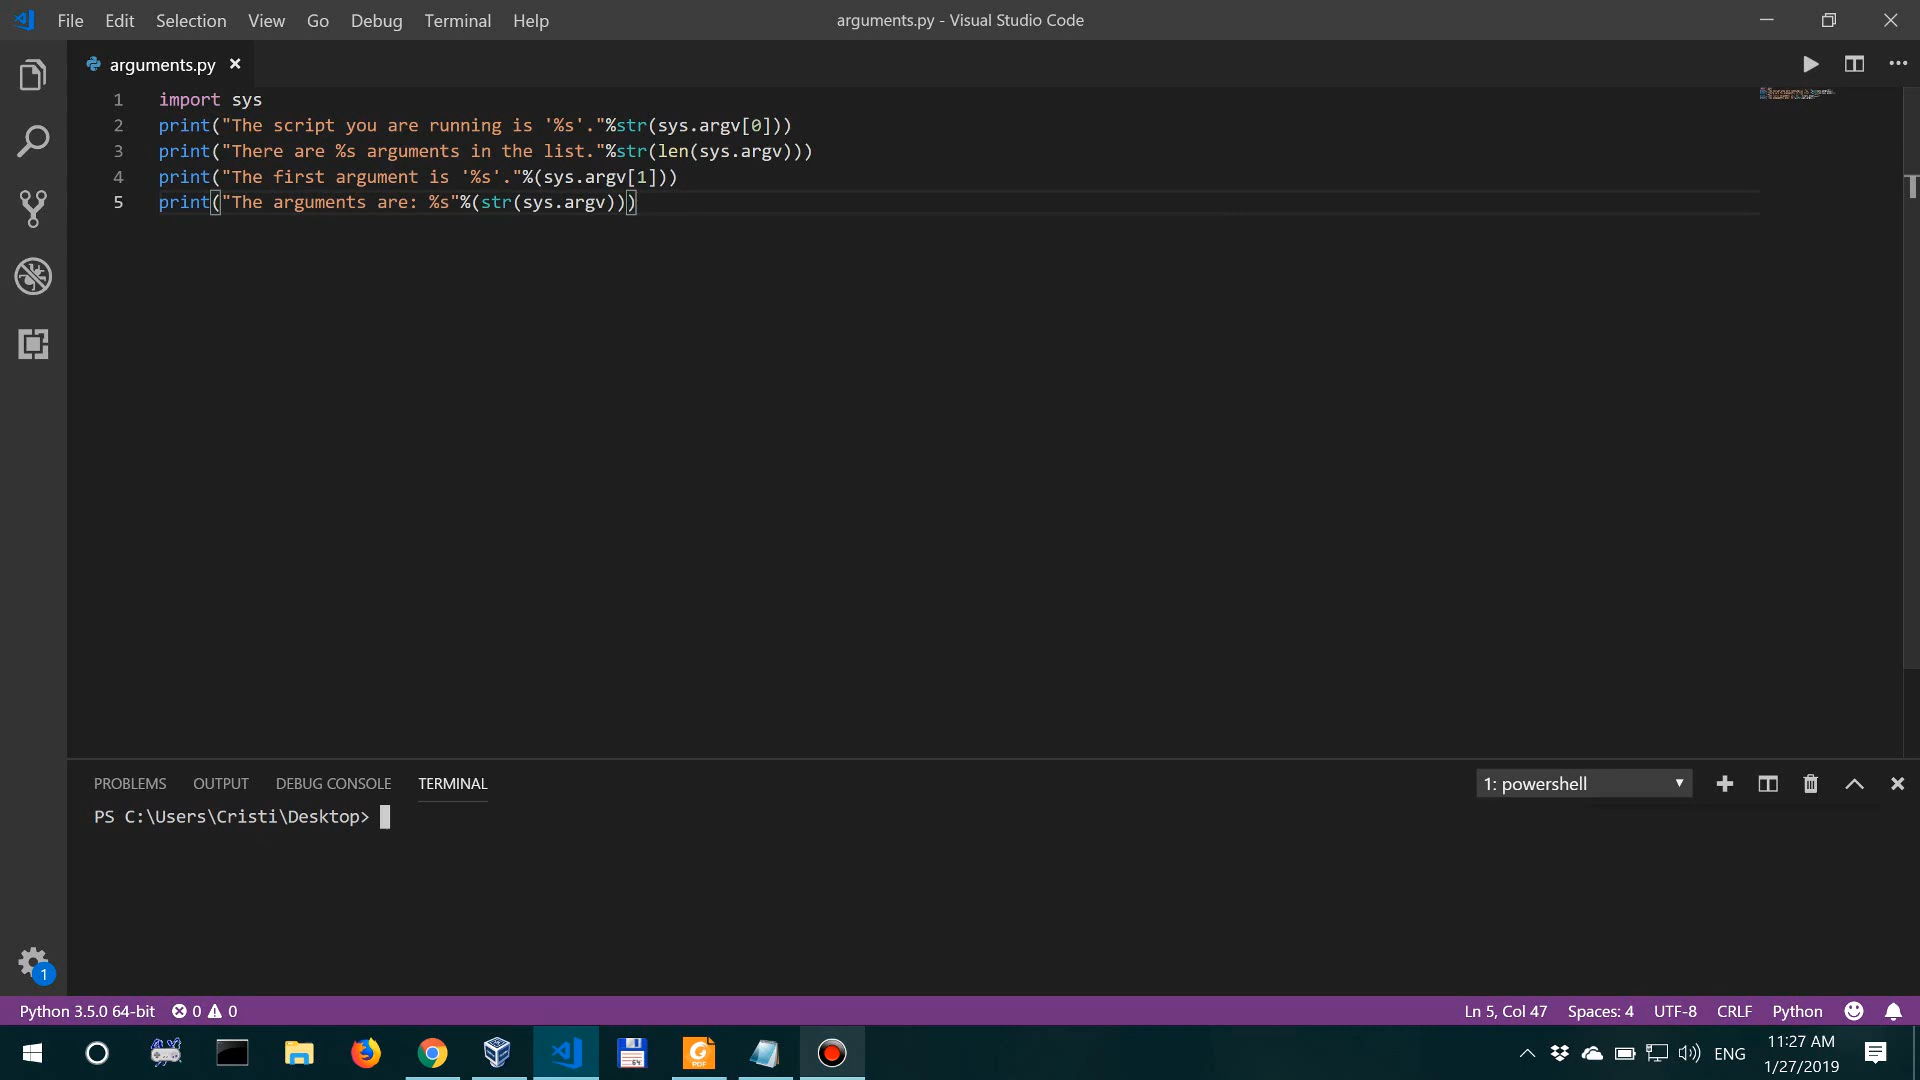 File Edit Selection View Go Debug Terminal Help arguments.py - Visual Studio Code
arguments.py
1 import sys
2 print("The script you are running is '%s'."%str(sys.argv[0]))
3 print("There are %s arguments in the list."%str(len(sys.argv)))
4 print("The first argument is '%s'."%(sys.argv[1]))
5 print("The arguments are: %s"%(str(sys.argv)))
PROBLEMS OUTPUT DEBUG CONSOLE TERMINAL 1: powershell
PS C:\Users\Cristi\Desktop>
1
Python 3.5.0 64-bit 0 0 Ln 5, Col 47 Spaces: 4 UTF-8 CRLF Python
64
PDF
ENG
11:27 AM
1/27/2019